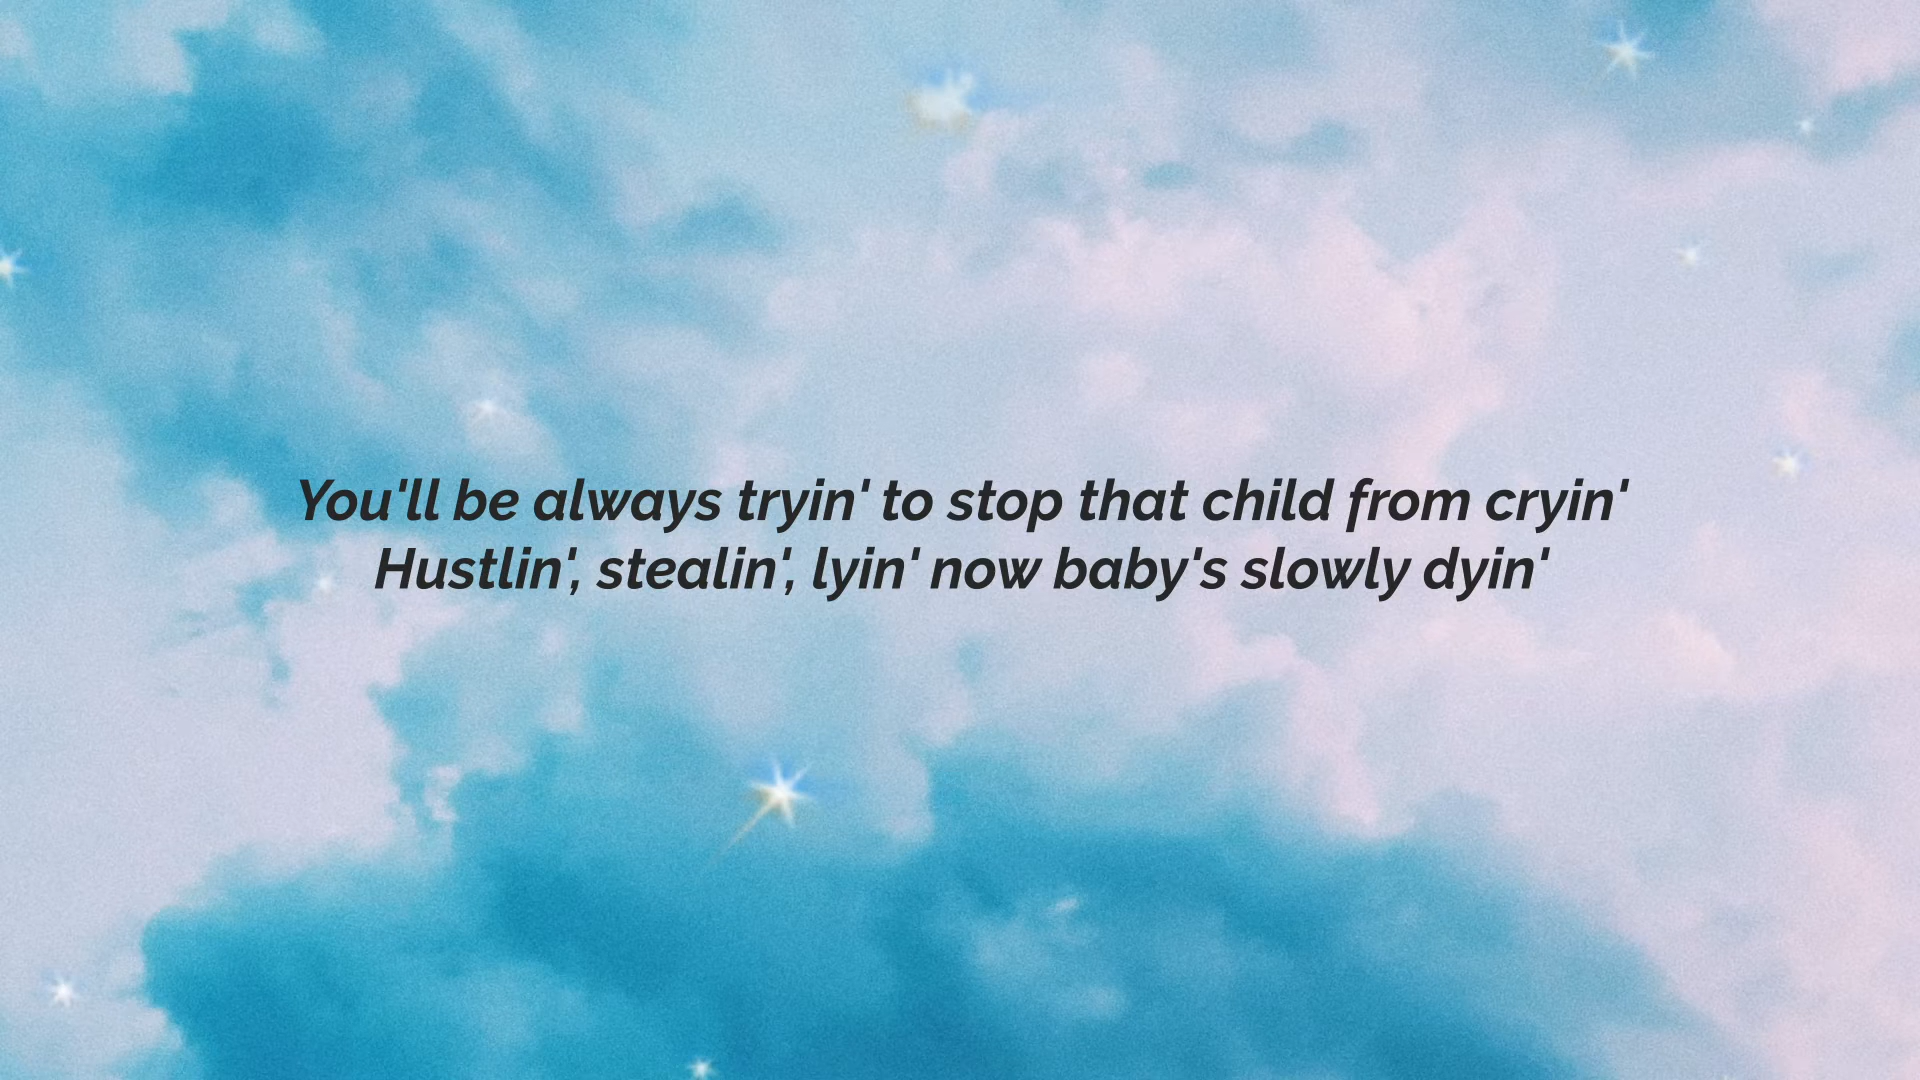 You'll be always tryin' to stop that child from cryin'
Hustlin', stealin', lyin' now baby's slowly dyin'